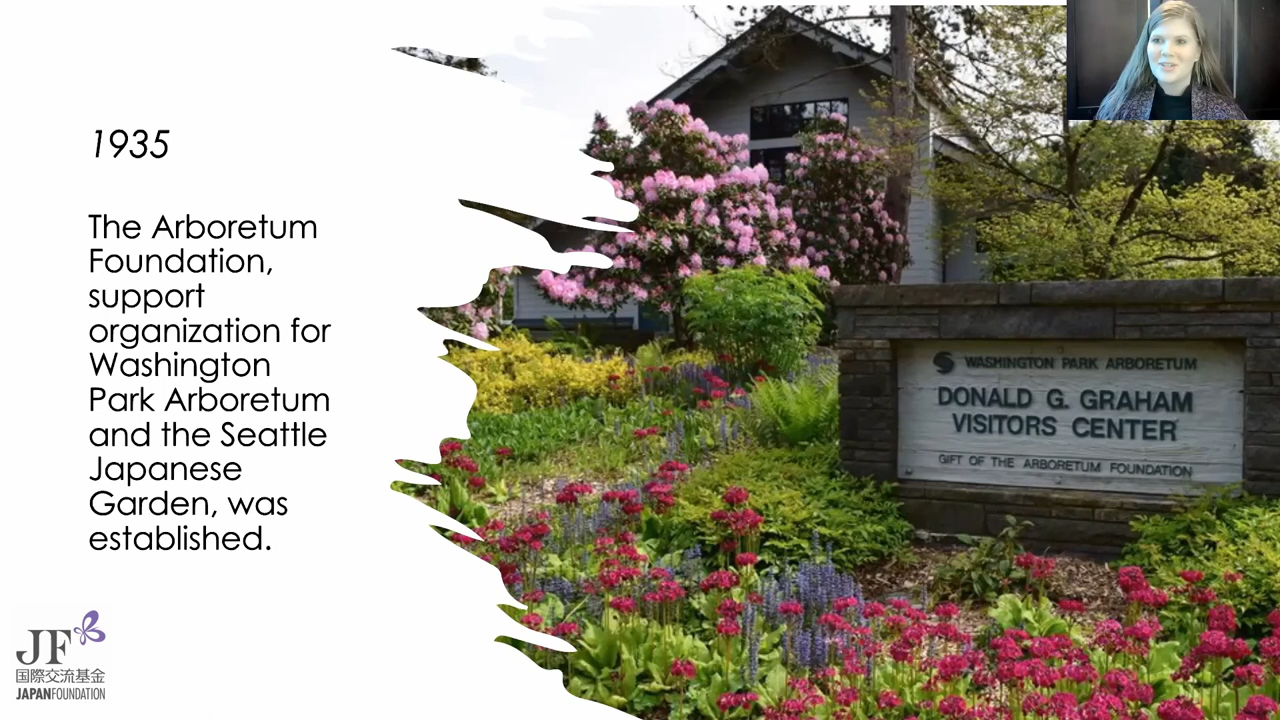 1935
The Arboretum
Foundation,
support
organization for
Washington
Park Arboretum
and the Seattle
Japanese
Garden, was
established.
JF
国際交流基金
JAPANFOUNDATION
WASHINGTON PARK ARBORETUM
DONALD G. GRAHAM
VISITORS CENTER
GIFT OF THE ARBORETUM FOUNDATION